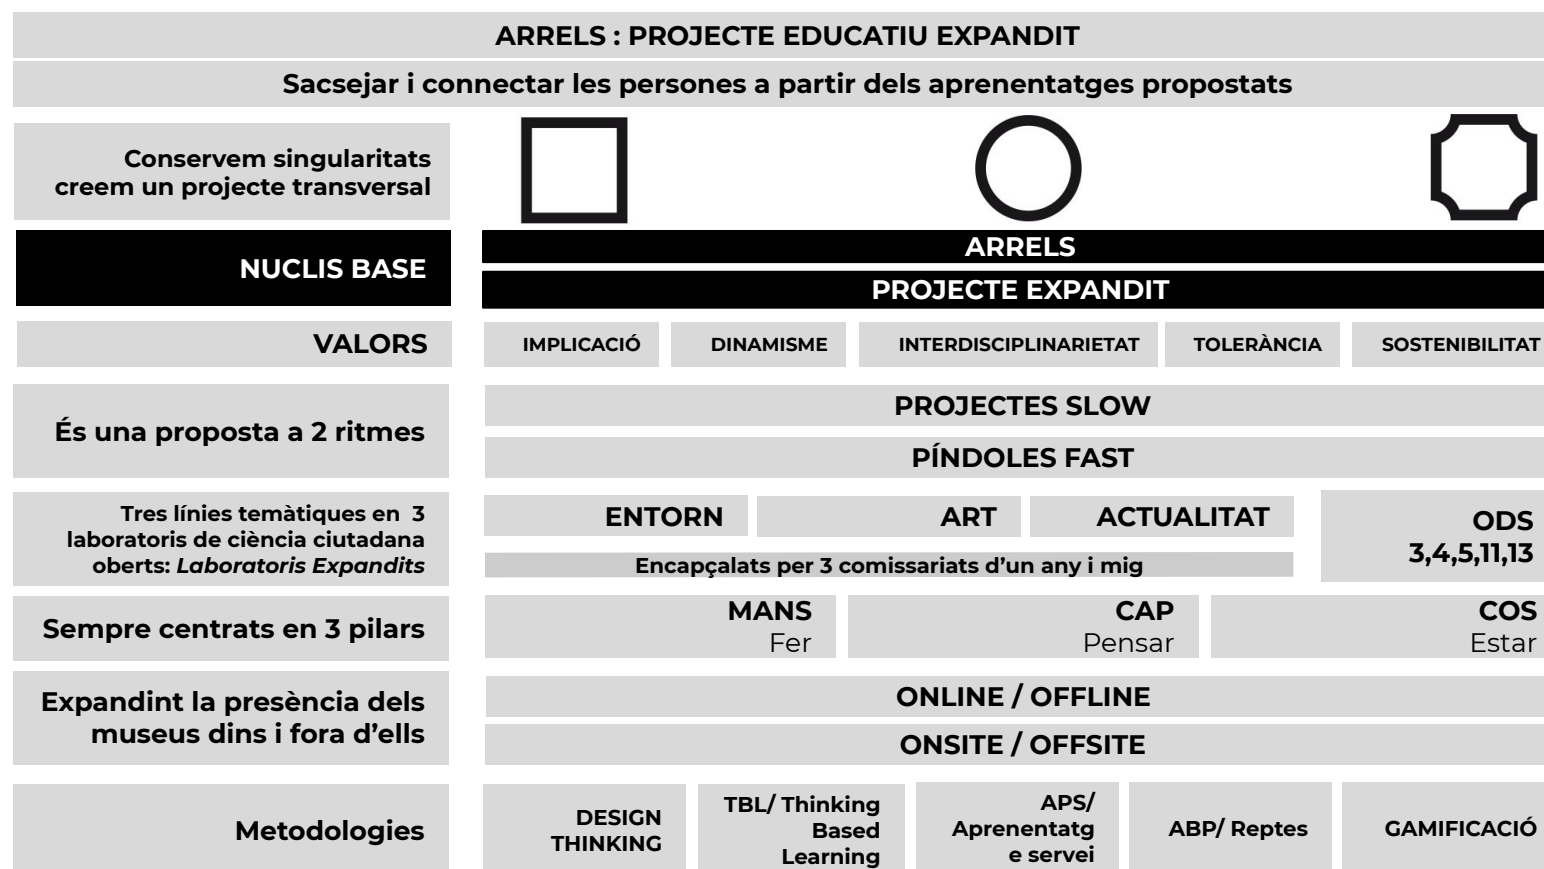 ARRELS : PROJECTE EDUCATIU EXPANDIT
Sacsejar i connectar les persones a partir dels aprenentatges propostats
Conservem singularitats
creem un projecte transversal
NUCLIS BASE
ARRELS
PROJECTE EXPANDIT
VALORS
IMPLICACIÓ
DINAMISME
INTERDISCIPLINARIETAT
TOLERÀNCIA
SOSTENIBILITAT
És una proposta a 2 ritmes
PROJECTES SLOW
PÍNDOLES FAST
Tres línies temàtiques en 3
laboratoris de ciència ciutadana
oberts: Laboratoris Expandits
ENTORN
ART
ACTUALITAT
Encapçalats per 3 comissariats d’un any i mig
ODS
3,4,5,11,13
Sempre centrats en 3 pilars
MANS
Fer
CAP
Pensar
COS
Estar
Expandint la presència dels
museus dins i fora d’ells
ONLINE / OFFLINE
ONSITE / OFFSITE
Metodologies
DESIGN
THINKING
TBL/ Thinking
Based
Learning
APS/
Aprenentatg
e servei
ABP/ Reptes
GAMIFICACIÓ